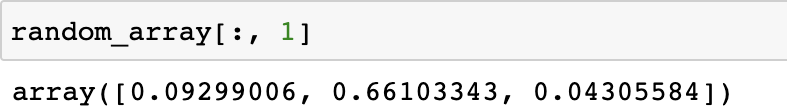 random_array[:, 1]
array([0.09299006, 0.66103343, 0.04305584])